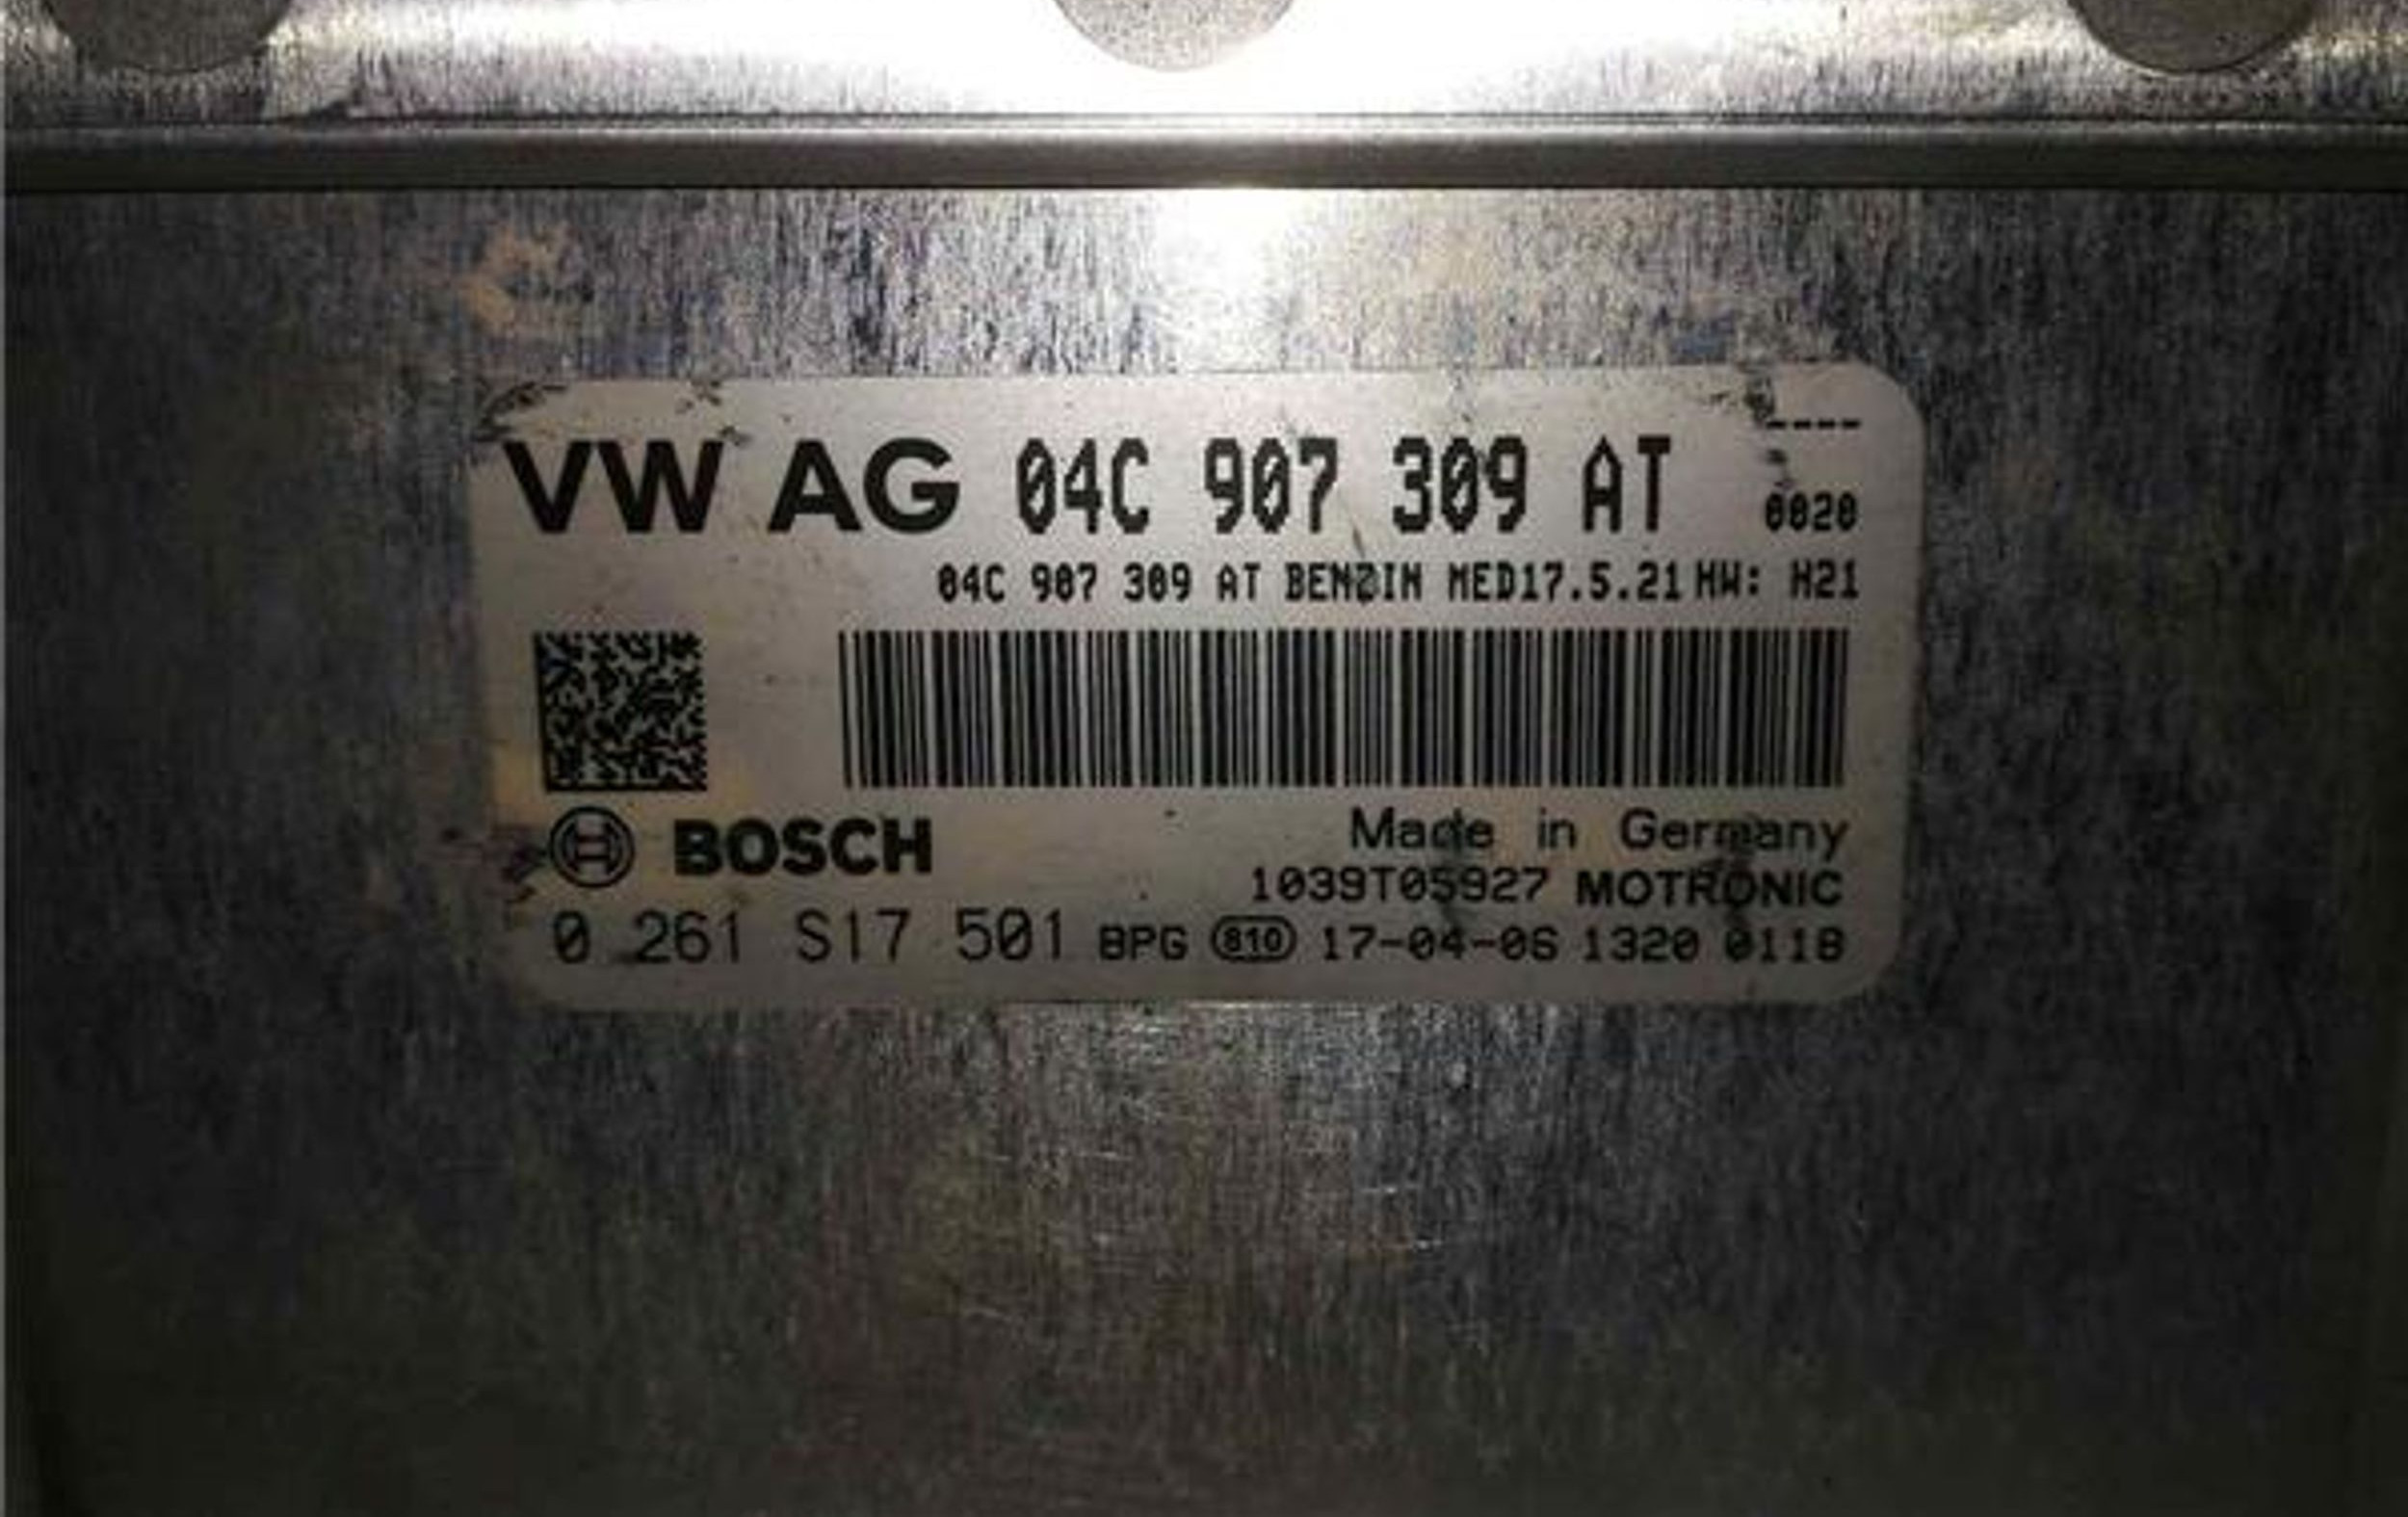 ----
VW AG 04C 907 309 AT 0020
04C 907 309 AT BENZIN MED17.5.21 HW: H21
BOSCH
Made in Germany
1039T05927 MOTRONIC
0 261 S17 501 BPG 810 17-04-06 1320 0118